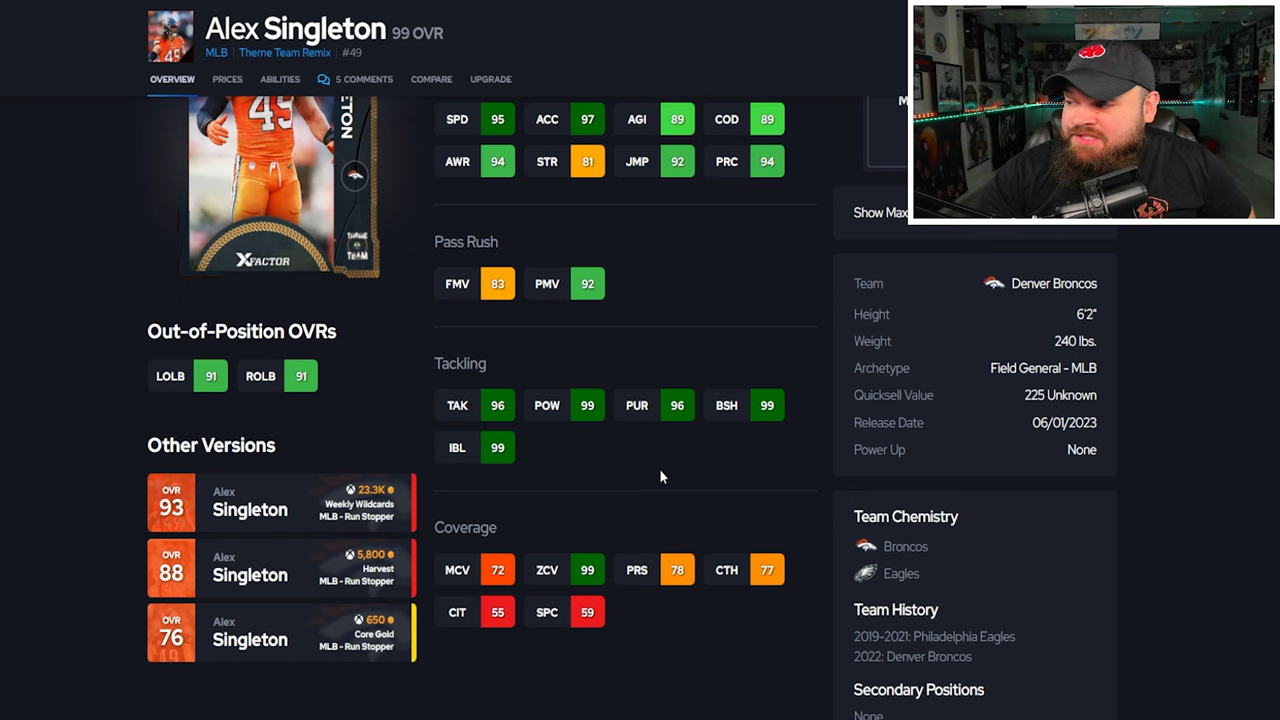 Alex Singleton 99 OVR
MLB | Theme Team Remix | #49
OVERVIEW PRICES ABILITIES 5 COMMENTS COMPARE UPGRADE
49
ETON
XFACTOR
THEME
TEAM
SPD 95 ACC 97 AGI 89 COD 89
AWR 94 STR 81 JMP 92 PRC 94
Pass Rush
FMV 83 PMV 92
Tackling
TAK 96 POW 99 PUR 96 BSH 99
IBL 99
Coverage
MCV 72 ZCV 99 PRS 78 CTH 77
CIT 55 SPC 59
Out-of-Position OVRs
LOLB 91 ROLB 91
Other Versions
OVR 93 Alex Singleton 23.3K Weekly Wildcards MLB - Run Stopper
OVR 88 Alex Singleton 5,800 Harvest MLB - Run Stopper
OVR 76 Alex Singleton 650 Core Gold MLB - Run Stopper
M
Show Max
Team Denver Broncos
Height 6'2"
Weight 240 lbs.
Archetype Field General - MLB
Quicksell Value 225 Unknown
Release Date 06/01/2023
Power Up None
Team Chemistry
Broncos
Eagles
Team History
2019-2021: Philadelphia Eagles
2022: Denver Broncos
Secondary Positions
None